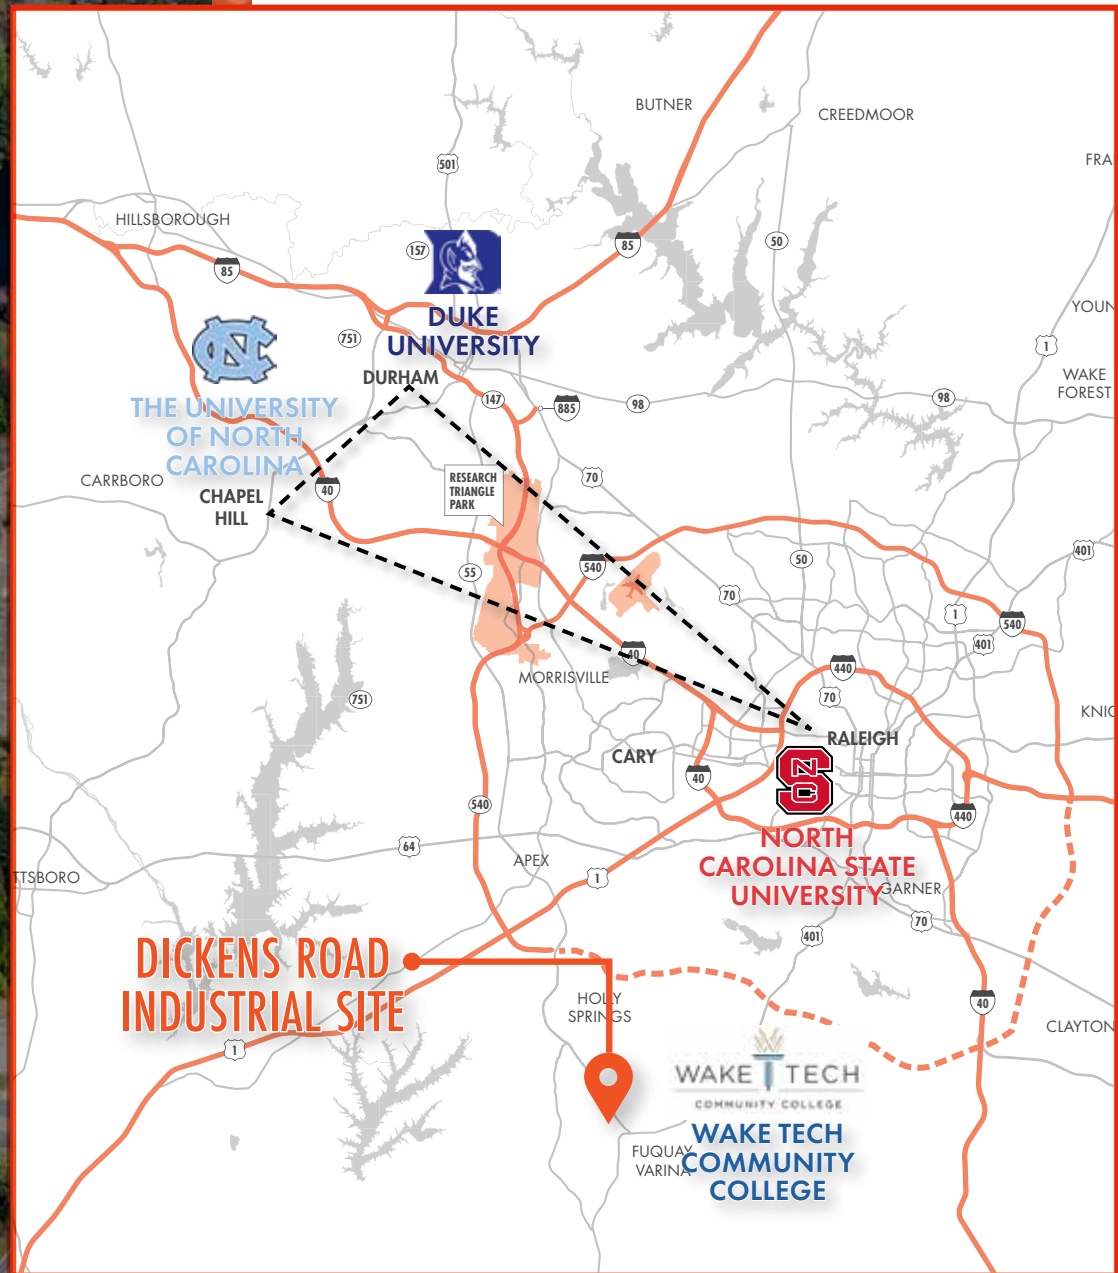 BUTNER
CREEDMOOR
FRA
501
HILLSBOROUGH
157
85
50
85
YOUN
751
DUKE
UNIVERSITY
1
DURHAM
WAKE
FOREST
THE UNIVERSITY
OF NORTH
CAROLINA
147
885
98
98
CARRBORO
CHAPEL
HILL
40
RESEARCH
TRIANGLE
PARK
70
55
540
50
401
70
1
540
401
40
440
MORRISVILLE
70
751
KNIG
RALEIGH
CARY
40
NC
S
540
440
64
NORTH
CAROLINA STATE
UNIVERSITY
APEX
1
TTSBORO
GARNER
70
401
DICKENS ROAD
INDUSTRIAL SITE
HOLLY
SPRINGS
40
CLAYTON
1
WAKE TECH
COMMUNITY COLLEGE
WAKE TECH
COMMUNITY
COLLEGE
FUQUAY
VARINA